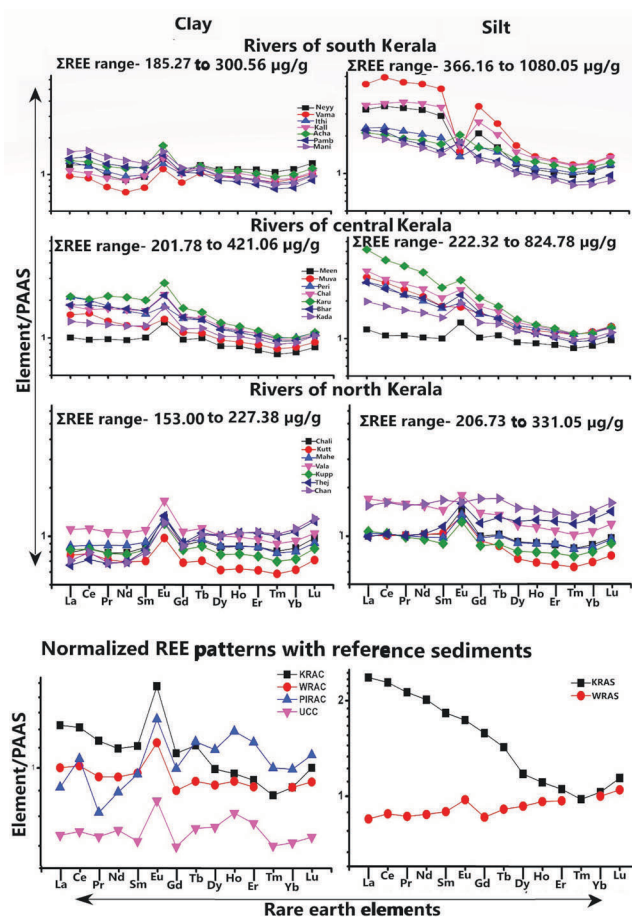 Clay
Silt
Rivers of south Kerala
ΣREE range- 185.27 to 300.56 µg/g
ΣREE range- 366.16 to 1080.05 µg/g
Neyy
Vama
Ithi
Kall
Acha
Pamb
Mani
1
1
Rivers of central Kerala
ΣREE range- 201.78 to 421.06 µg/g
ΣREE range- 222.32 to 824.78 µg/g
Meen
Muva
Peri
Chal
Karu
Bhar
Kada
1
1
Element/PAAS
Rivers of north Kerala
ΣREE range- 153.00 to 227.38 µg/g
ΣREE range- 206.73 to 331.05 µg/g
Chali
Kutt
Mahe
Vala
Kupp
Thej
Chan
1
1
La Ce Pr Nd Sm Eu Gd Tb Dy Ho Er Tm Yb Lu
La Ce Pr Nd Sm Eu Gd Tb Dy Ho Er Tm Yb Lu
Normalized REE patterns with reference sediments
KRAC
WRAC
PIRAC
UCC
KRAS
WRAS
Element/PAAS
1
2
1
La Ce Pr Nd Sm Eu Gd Tb Dy Ho Er Tm Yb Lu
La Ce Pr Nd Sm Eu Gd Tb Dy Ho Er Tm Yb Lu
Rare earth elements